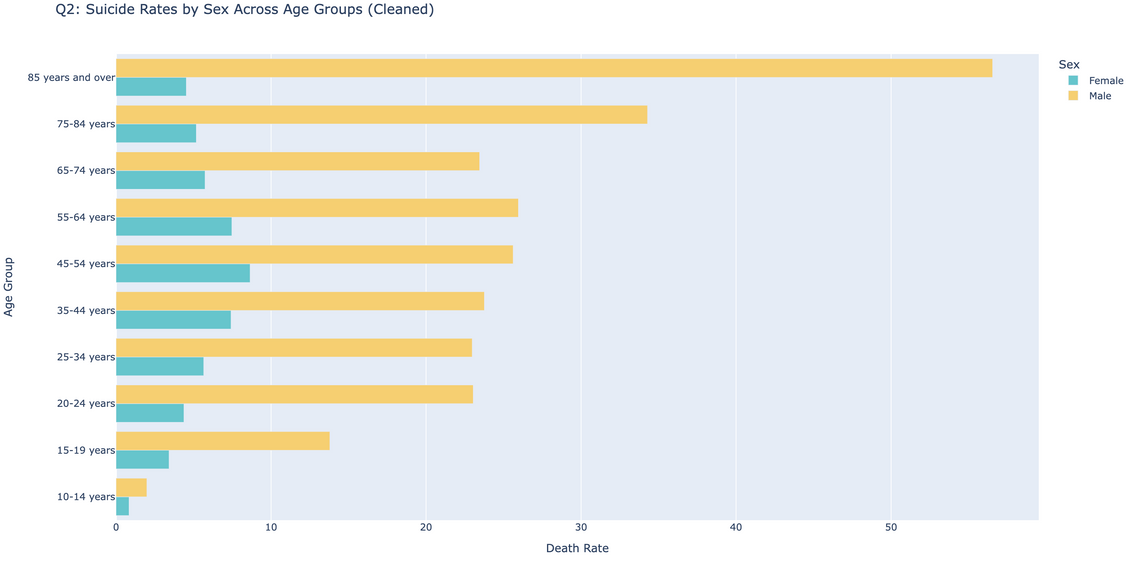 Q2: Suicide Rates by Sex Across Age Groups (Cleaned)
Sex
Female
Male
Age Group
85 years and over
75-84 years
65-74 years
55-64 years
45-54 years
35-44 years
25-34 years
20-24 years
15-19 years
10-14 years
0 10 20 30 40 50
Death Rate